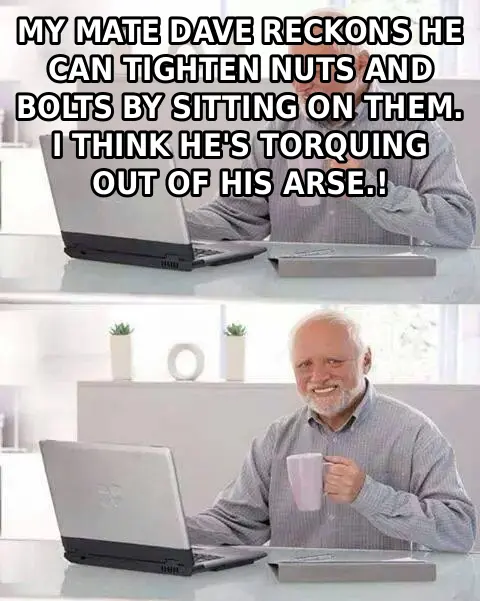 MY MATE DAVE RECKONS HE
CAN TIGHTEN NUTS AND
BOLTS BY SITTING ON THEM.
I THINK HE'S TORQUING
OUT OF HIS ARSE.!